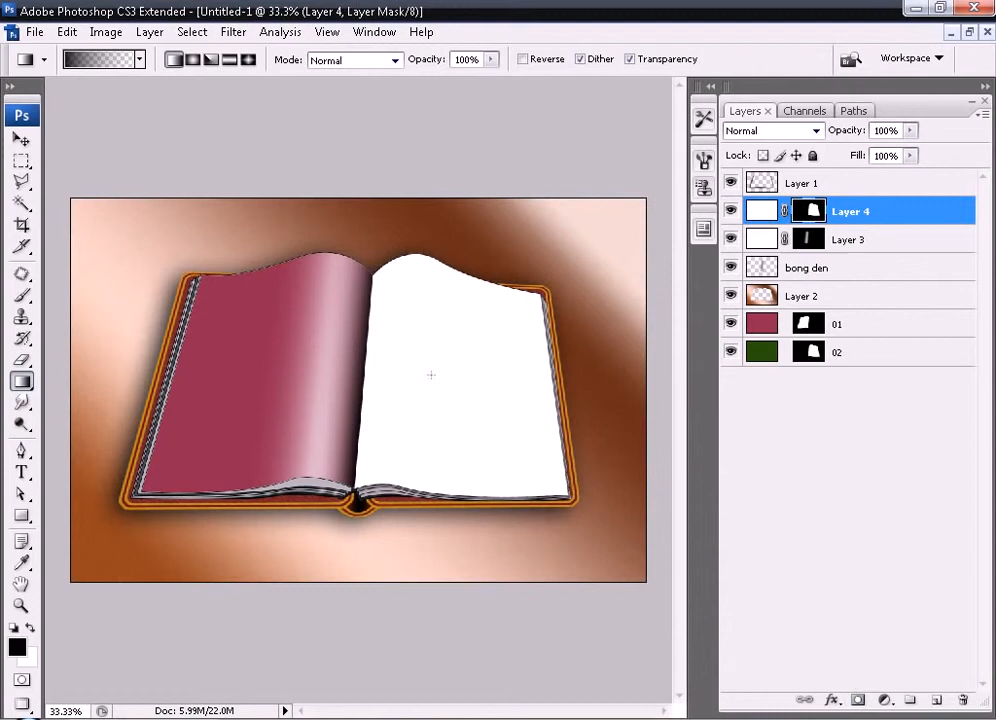 Adobe Photoshop CS3 Extended - [Untitled-1 @ 33.3% (Layer 4, Layer Mask/8)]
File Edit Image Layer Select Filter Analysis View Window Help
Mode: Normal Opacity: 100% Reverse Dither Transparency Workspace
Ps
Layers Channels Paths
Normal Opacity: 100%
Lock: Fill: 100%
Layer 1
Layer 4
Layer 3
bong den
Layer 2
01
02
33.33% Doc: 5.99M/22.0M